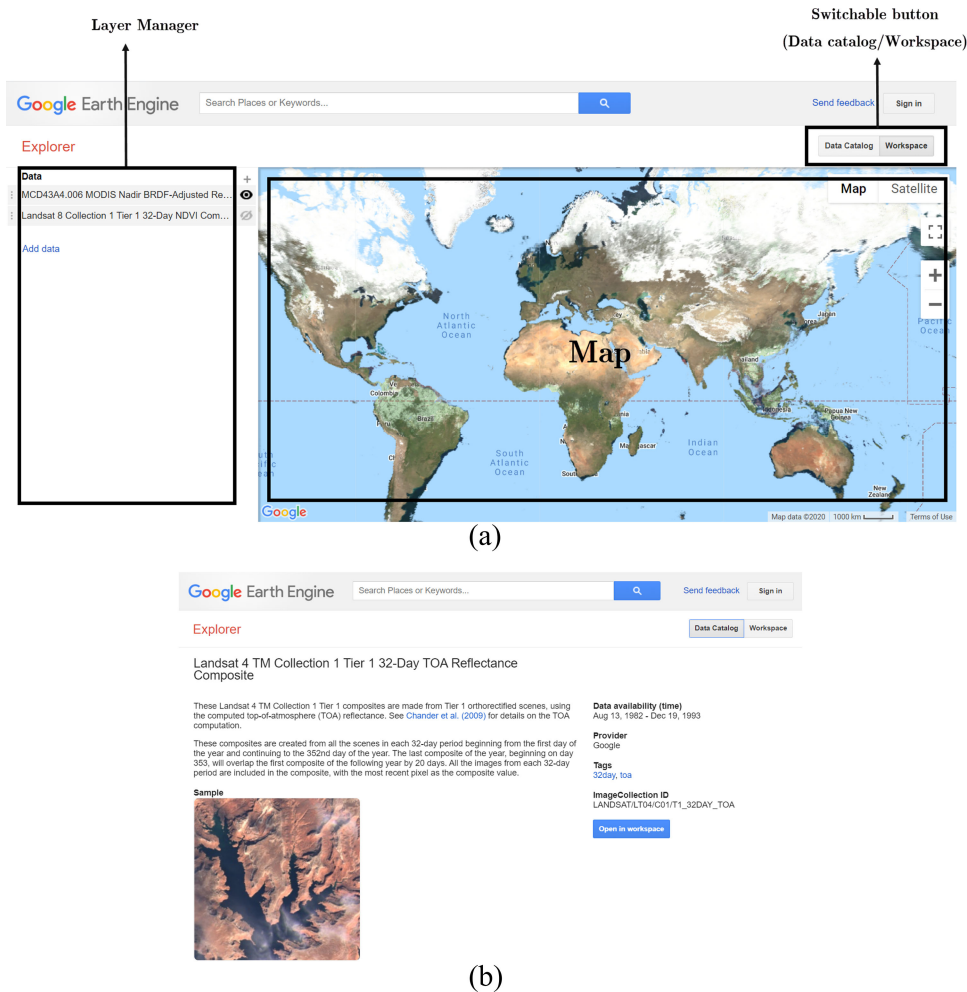 Layer Manager
Switchable button
(Data catalog/Workspace)
Google Earth Engine
Search Places or Keywords...
Send feedback
Sign in
Explorer
Data Catalog
Workspace
Data
MCD43A4.006 MODIS Nadir BRDF-Adjusted Re...
Landsat 8 Collection 1 Tier 1 32-Day NDVI Com...
Add data
Map
Satellite
North
Atlantic
Ocean
Japan
Pacific
Ocean
Map
Thailand
Colombia
Brazil
Peru
Papua New
Guinea
South
Atlantic
Ocean
Indian
Ocean
New
Zealand
Google
Map data ©2020
1000 km
Terms of Use
(a)
Google Earth Engine
Search Places or Keywords...
Send feedback
Sign in
Explorer
Data Catalog
Workspace
Landsat 4 TM Collection 1 Tier 1 32-Day TOA Reflectance
Composite
These Landsat 4 TM Collection 1 Tier 1 composites are made from Tier 1 orthorectified scenes, using
the computed top-of-atmosphere (TOA) reflectance. See Chander et al. (2009) for details on the TOA
computation.
These composites are created from all the scenes in each 32-day period beginning from the first day of
the year and continuing to the 352nd day of the year. The last composite of the year, beginning on day
353, will overlap the first composite of the following year by 20 days. All the images from each 32-day
period are included in the composite, with the most recent pixel as the composite value.
Sample
Data availability (time)
Aug 13, 1982 - Dec 19, 1993
Provider
Google
Tags
32day, toa
ImageCollection ID
LANDSAT/LT04/C01/T1_32DAY_TOA
Open in workspace
(b)